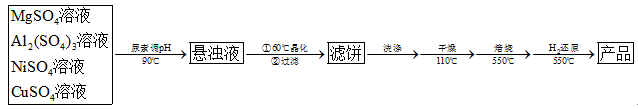 MgSO4溶液
Al2(SO4)3溶液
NiSO4溶液
CuSO4溶液
尿素调pH
90℃
悬浊液
①60℃晶化
②过滤
滤饼
洗涤
干燥
110℃
焙烧
550℃
H2还原
550℃
产品